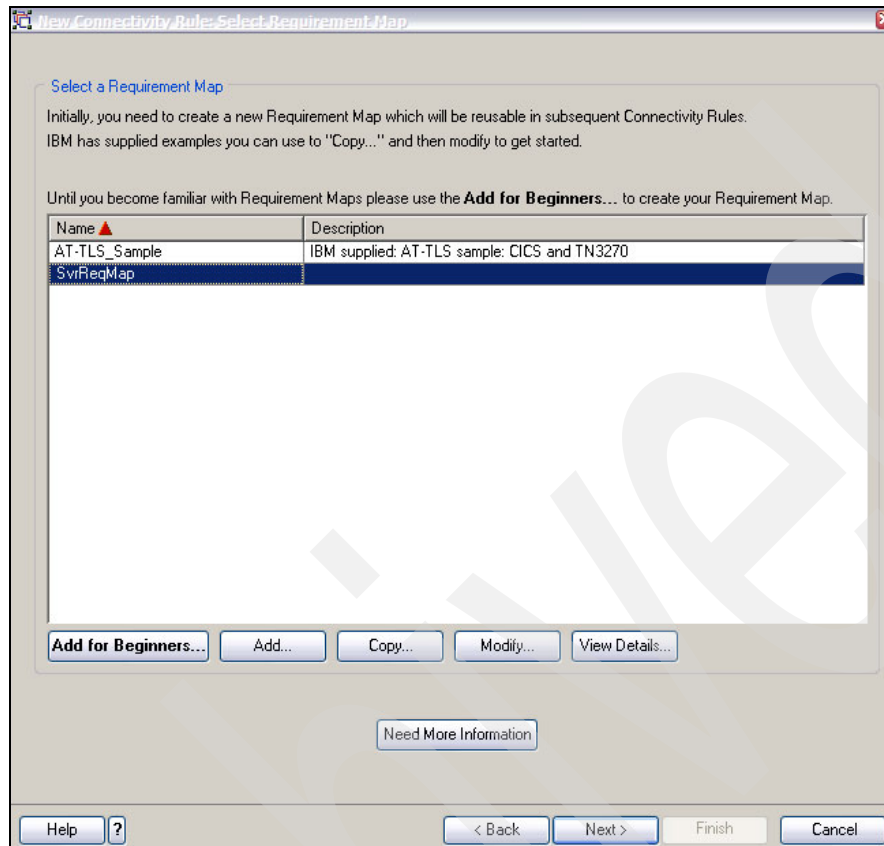 New Connectivity Rule: Select Requirement Map
Select a Requirement Map
Initially, you need to create a new Requirement Map which will be reusable in subsequent Connectivity Rules.
IBM has supplied examples you can use to "Copy..." and then modify to get started.
Until you become familiar with Requirement Maps please use the Add for Beginners... to create your Requirement Map.
Name Description
AT-TLS_Sample IBM supplied: AT-TLS sample: CICS and TN3270
SvrReqMap
Add for Beginners... Add... Copy... Modify... View Details...
Need More Information
Help ? < Back Next > Finish Cancel